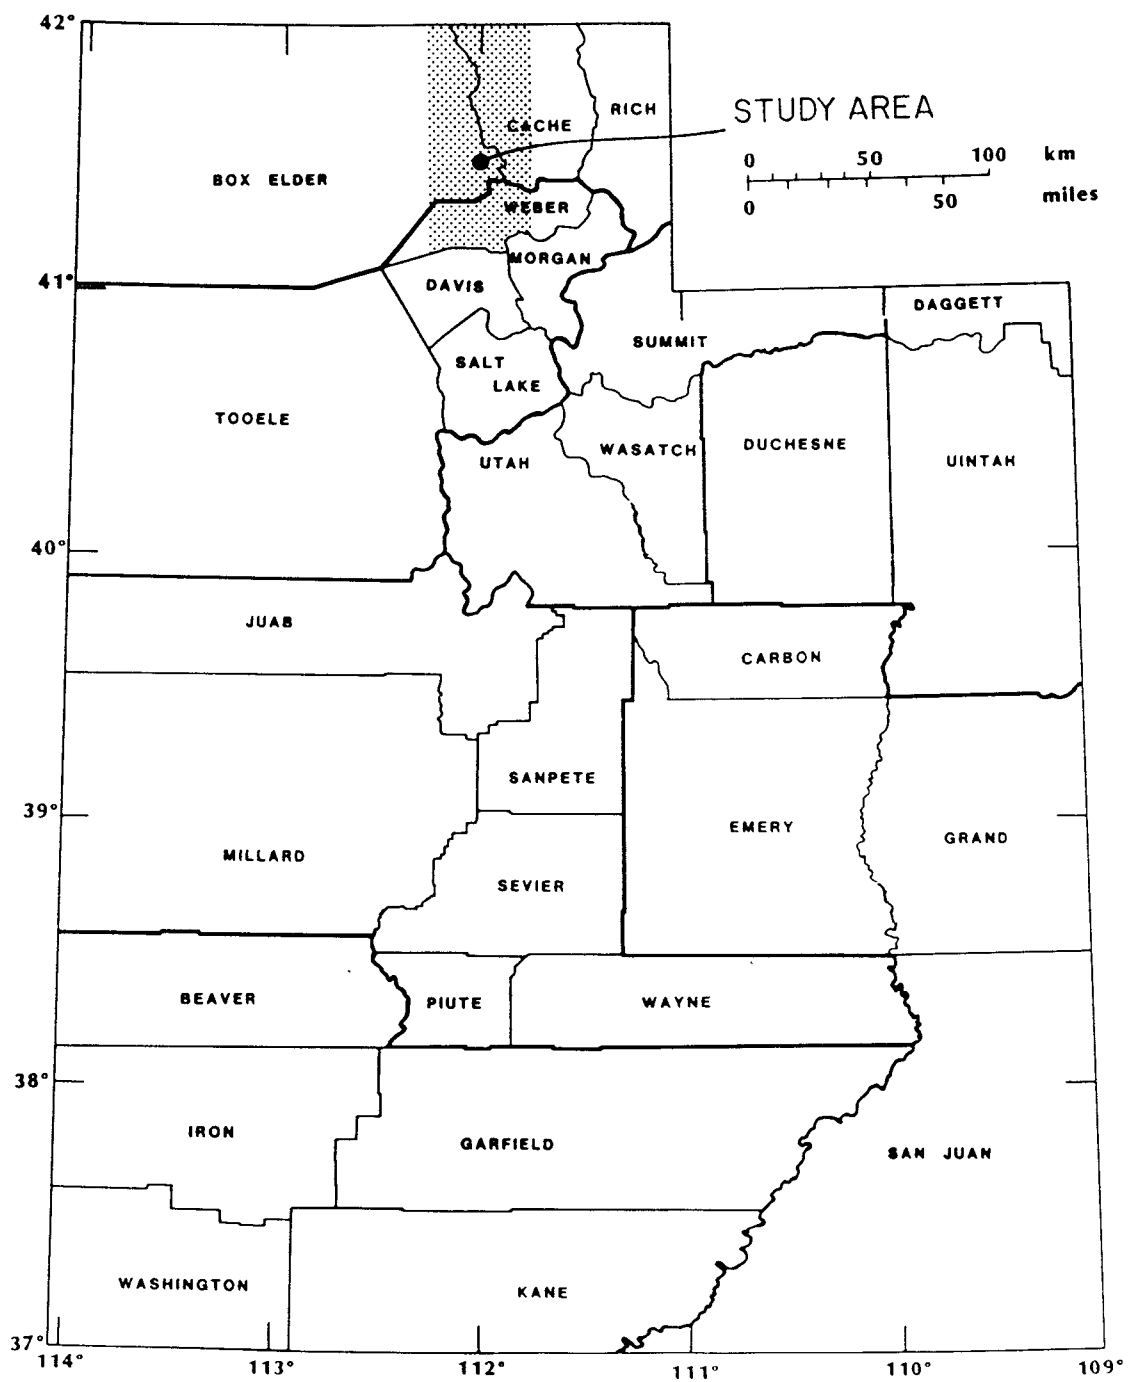 42°
RICH
STUDY AREA
CACHE
0 50 100 km
0 50 miles
BOX ELDER
WEBER
MORGAN
41°
DAVIS
DAGGETT
SUMMIT
SALT
LAKE
TOOELE
WASATCH
DUCHESNE
UTAH
UINTAH
40°
JUAB
CARBON
SANPETE
39°
EMERY
GRAND
MILLARD
SEVIER
BEAVER
PIUTE
WAYNE
38°
IRON
GARFIELD
SAN JUAN
WASHINGTON
KANE
37°
114° 113° 112° 111° 110° 109°